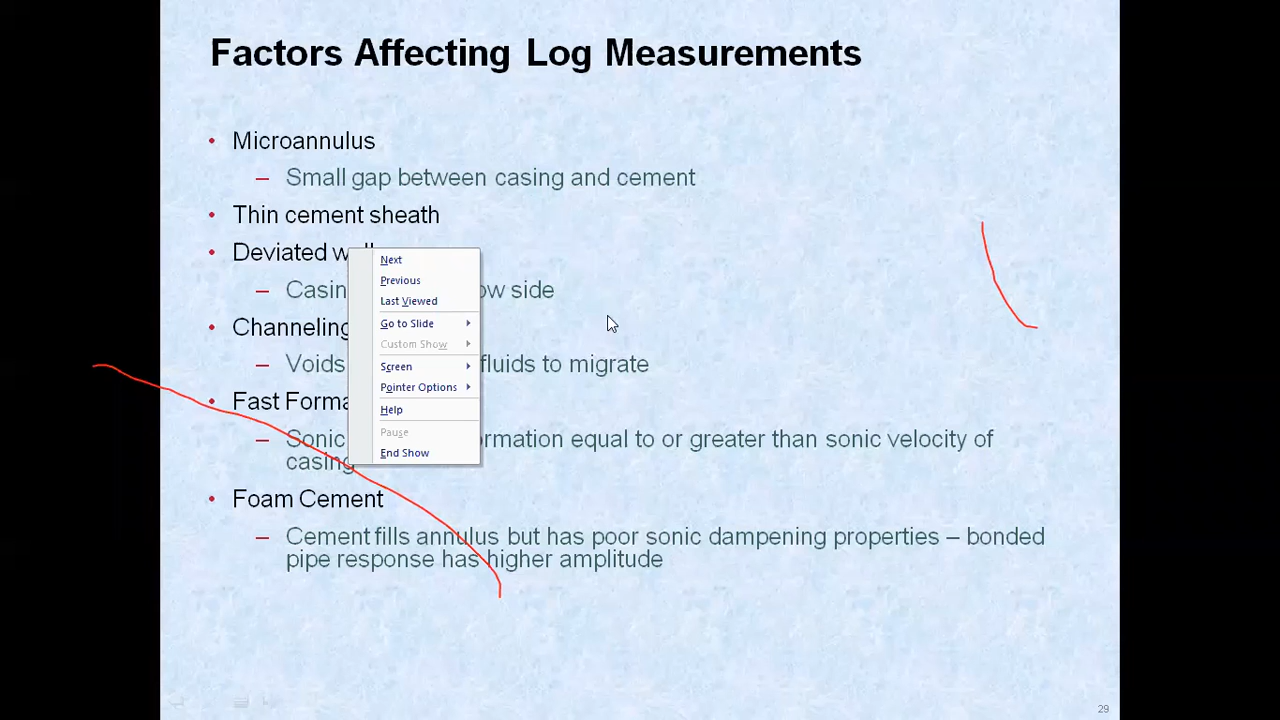 Factors Affecting Log Measurements
• Microannulus
– Small gap between casing and cement
• Thin cement sheath
• Deviated
– ow side
• Channeling
– Voids fluids to migrate
• Fast
– Sonic equal to or greater than sonic velocity of
casing
• Foam Cement
– Cement fills annulus but has poor sonic dampening properties – bonded
pipe response has higher amplitude
Next
Previous
Last Viewed
Go to Slide
Custom Show
Screen
Pointer Options
Help
Pause
End Show
29